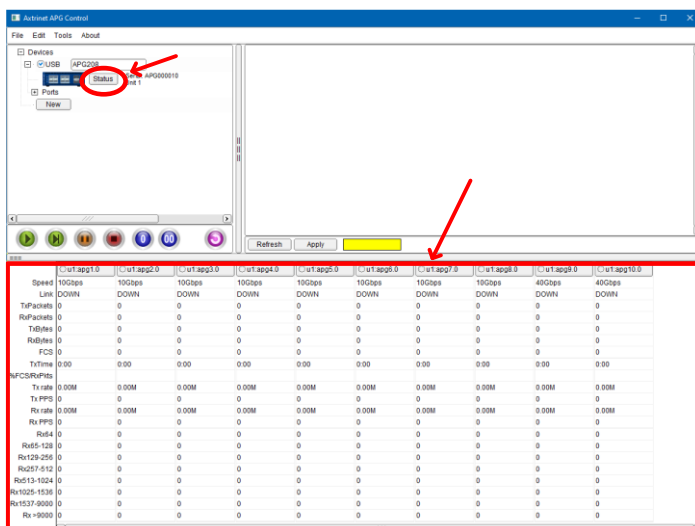 Axtrinet APG Control
File Edit Tools About
Devices
USB APG208
Status APG000010
Ports
New
0 00
Refresh Apply
u1:apg1.0 u1:apg2.0 u1:apg3.0 u1:apg4.0 u1:apg5.0 u1:apg6.0 u1:apg7.0 u1:apg8.0 u1:apg9.0 u1:apg10.0
Speed 10Gbps 10Gbps 10Gbps 10Gbps 10Gbps 10Gbps 10Gbps 10Gbps 40Gbps 40Gbps
Link DOWN DOWN DOWN DOWN DOWN DOWN DOWN DOWN DOWN DOWN
TxPackets 0 0 0 0 0 0 0 0 0 0
RxPackets 0 0 0 0 0 0 0 0 0 0
TxBytes 0 0 0 0 0 0 0 0 0 0
RxBytes 0 0 0 0 0 0 0 0 0 0
FCS 0 0 0 0 0 0 0 0 0 0
TxTime 0:00 0:00 0:00 0:00 0:00 0:00 0:00 0:00 0:00 0:00
%FCS/RxPkts
Tx rate 0.00M 0.00M 0.00M 0.00M 0.00M 0.00M 0.00M 0.00M 0.00M 0.00M
Tx PPS 0 0 0 0 0 0 0 0 0 0
Rx rate 0.00M 0.00M 0.00M 0.00M 0.00M 0.00M 0.00M 0.00M 0.00M 0.00M
Rx PPS 0 0 0 0 0 0 0 0 0 0
Rx64 0 0 0 0 0 0 0 0 0 0
Rx65-128 0 0 0 0 0 0 0 0 0 0
Rx129-256 0 0 0 0 0 0 0 0 0 0
Rx257-512 0 0 0 0 0 0 0 0 0 0
Rx513-1024 0 0 0 0 0 0 0 0 0 0
Rx1025-1536 0 0 0 0 0 0 0 0 0 0
Rx1537-9000 0 0 0 0 0 0 0 0 0 0
Rx >9000 0 0 0 0 0 0 0 0 0 0